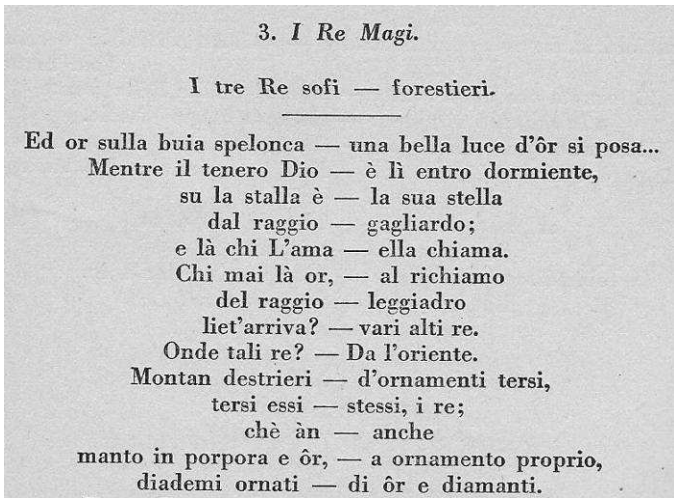 3. I Re Magi.
I tre Re sofi — forestieri.
Ed or sulla buia spelonca — una bella luce d'ôr si posa...
Mentre il tenero Dio — è lì entro dormiente,
su la stalla è — la sua stella
dal raggio — gagliardo;
e là chi L'ama — ella chiama.
Chi mai là or, — al richiamo
del raggio — leggiadro
liet'arriva? — vari alti re.
Onde tali re? — Da l'oriente.
Montan destrieri — d'ornamenti tersi,
tersi essi — stessi, i re;
chè àn — anche
manto in porpora e ôr, — a ornamento proprio,
diademi ornati — di ôr e diamanti.